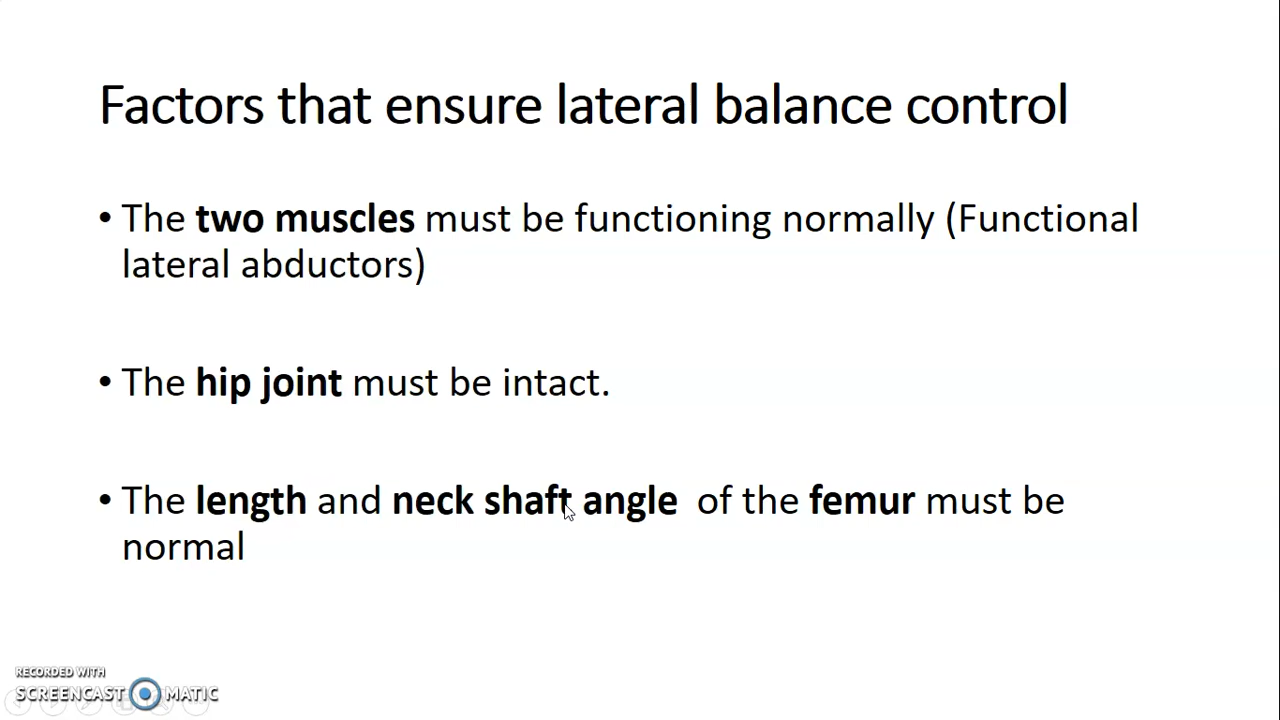 Factors that ensure lateral balance control
• The two muscles must be functioning normally (Functional
lateral abductors)
• The hip joint must be intact.
• The length and neck shaft angle of the femur must be
normal
RECORDED WITH
SCREENCAST MATIC